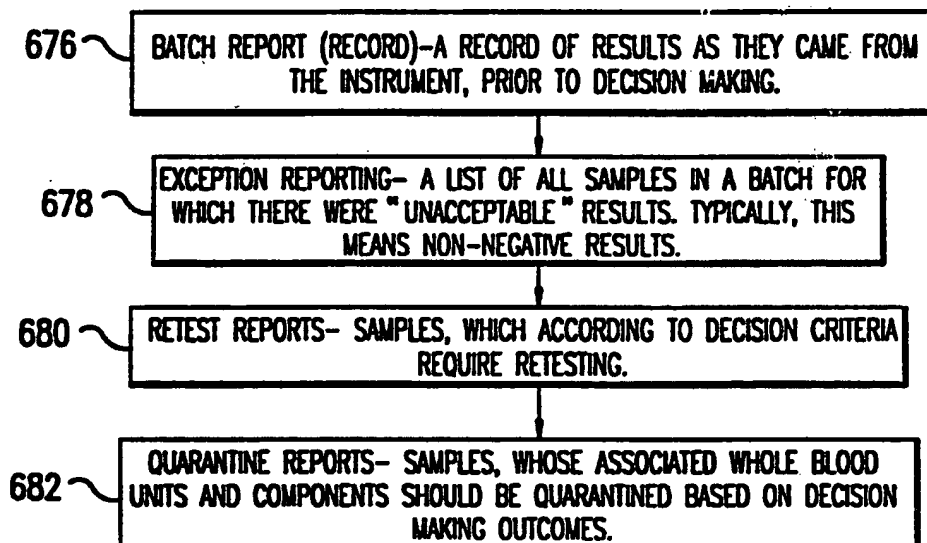 676
BATCH REPORT (RECORD)-A RECORD OF RESULTS AS THEY CAME FROM
THE INSTRUMENT, PRIOR TO DECISION MAKING.
678
EXCEPTION REPORTING- A LIST OF ALL SAMPLES IN A BATCH FOR
WHICH THERE WERE "UNACCEPTABLE" RESULTS. TYPICALLY, THIS
MEANS NON-NEGATIVE RESULTS.
680
RETEST REPORTS- SAMPLES, WHICH ACCORDING TO DECISION CRITERIA
REQUIRE RETESTING.
682
QUARANTINE REPORTS- SAMPLES, WHOSE ASSOCIATED WHOLE BLOOD
UNITS AND COMPONENTS SHOULD BE QUARANTINED BASED ON DECISION
MAKING OUTCOMES.